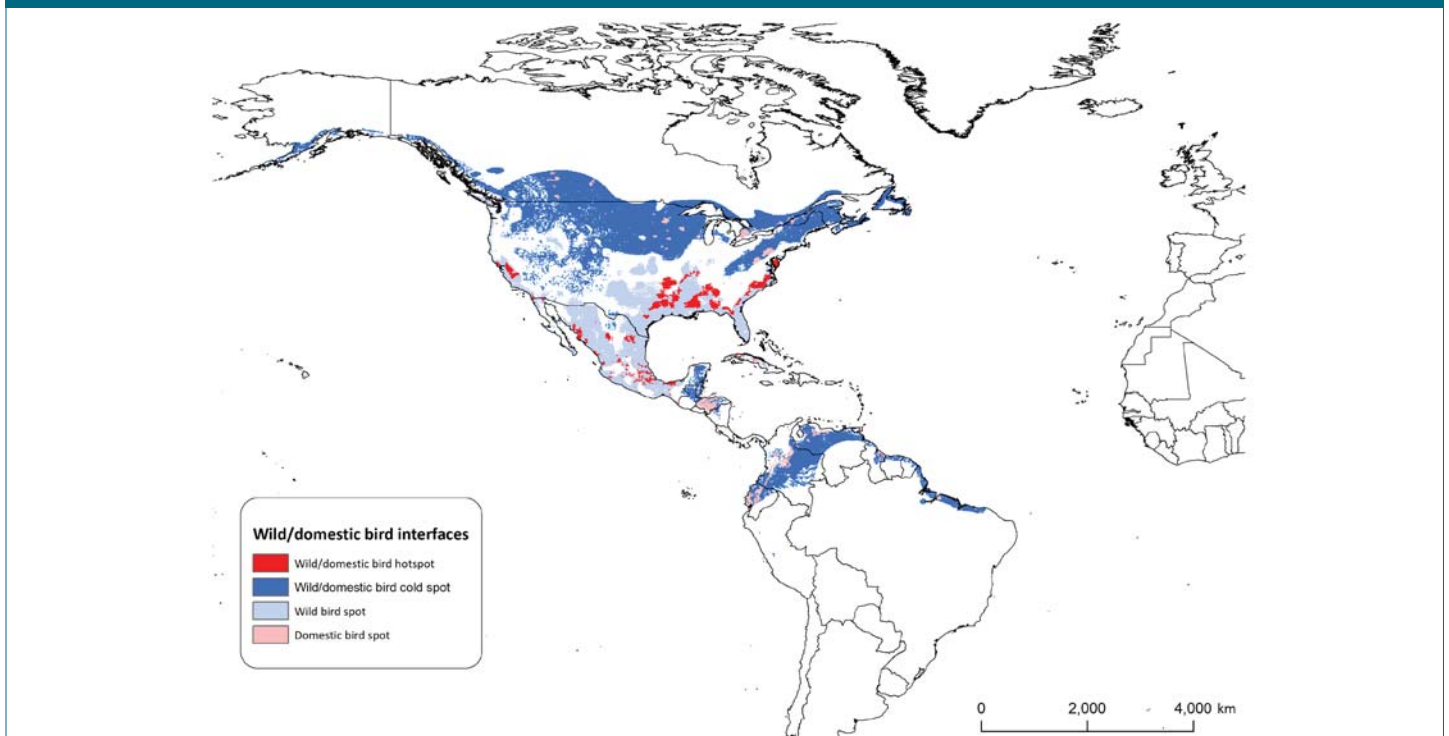 Wild/domestic bird interfaces
Wild/domestic bird hotspot
Wild/domestic bird cold spot
Wild bird spot
Domestic bird spot
0 2,000 4,000 km